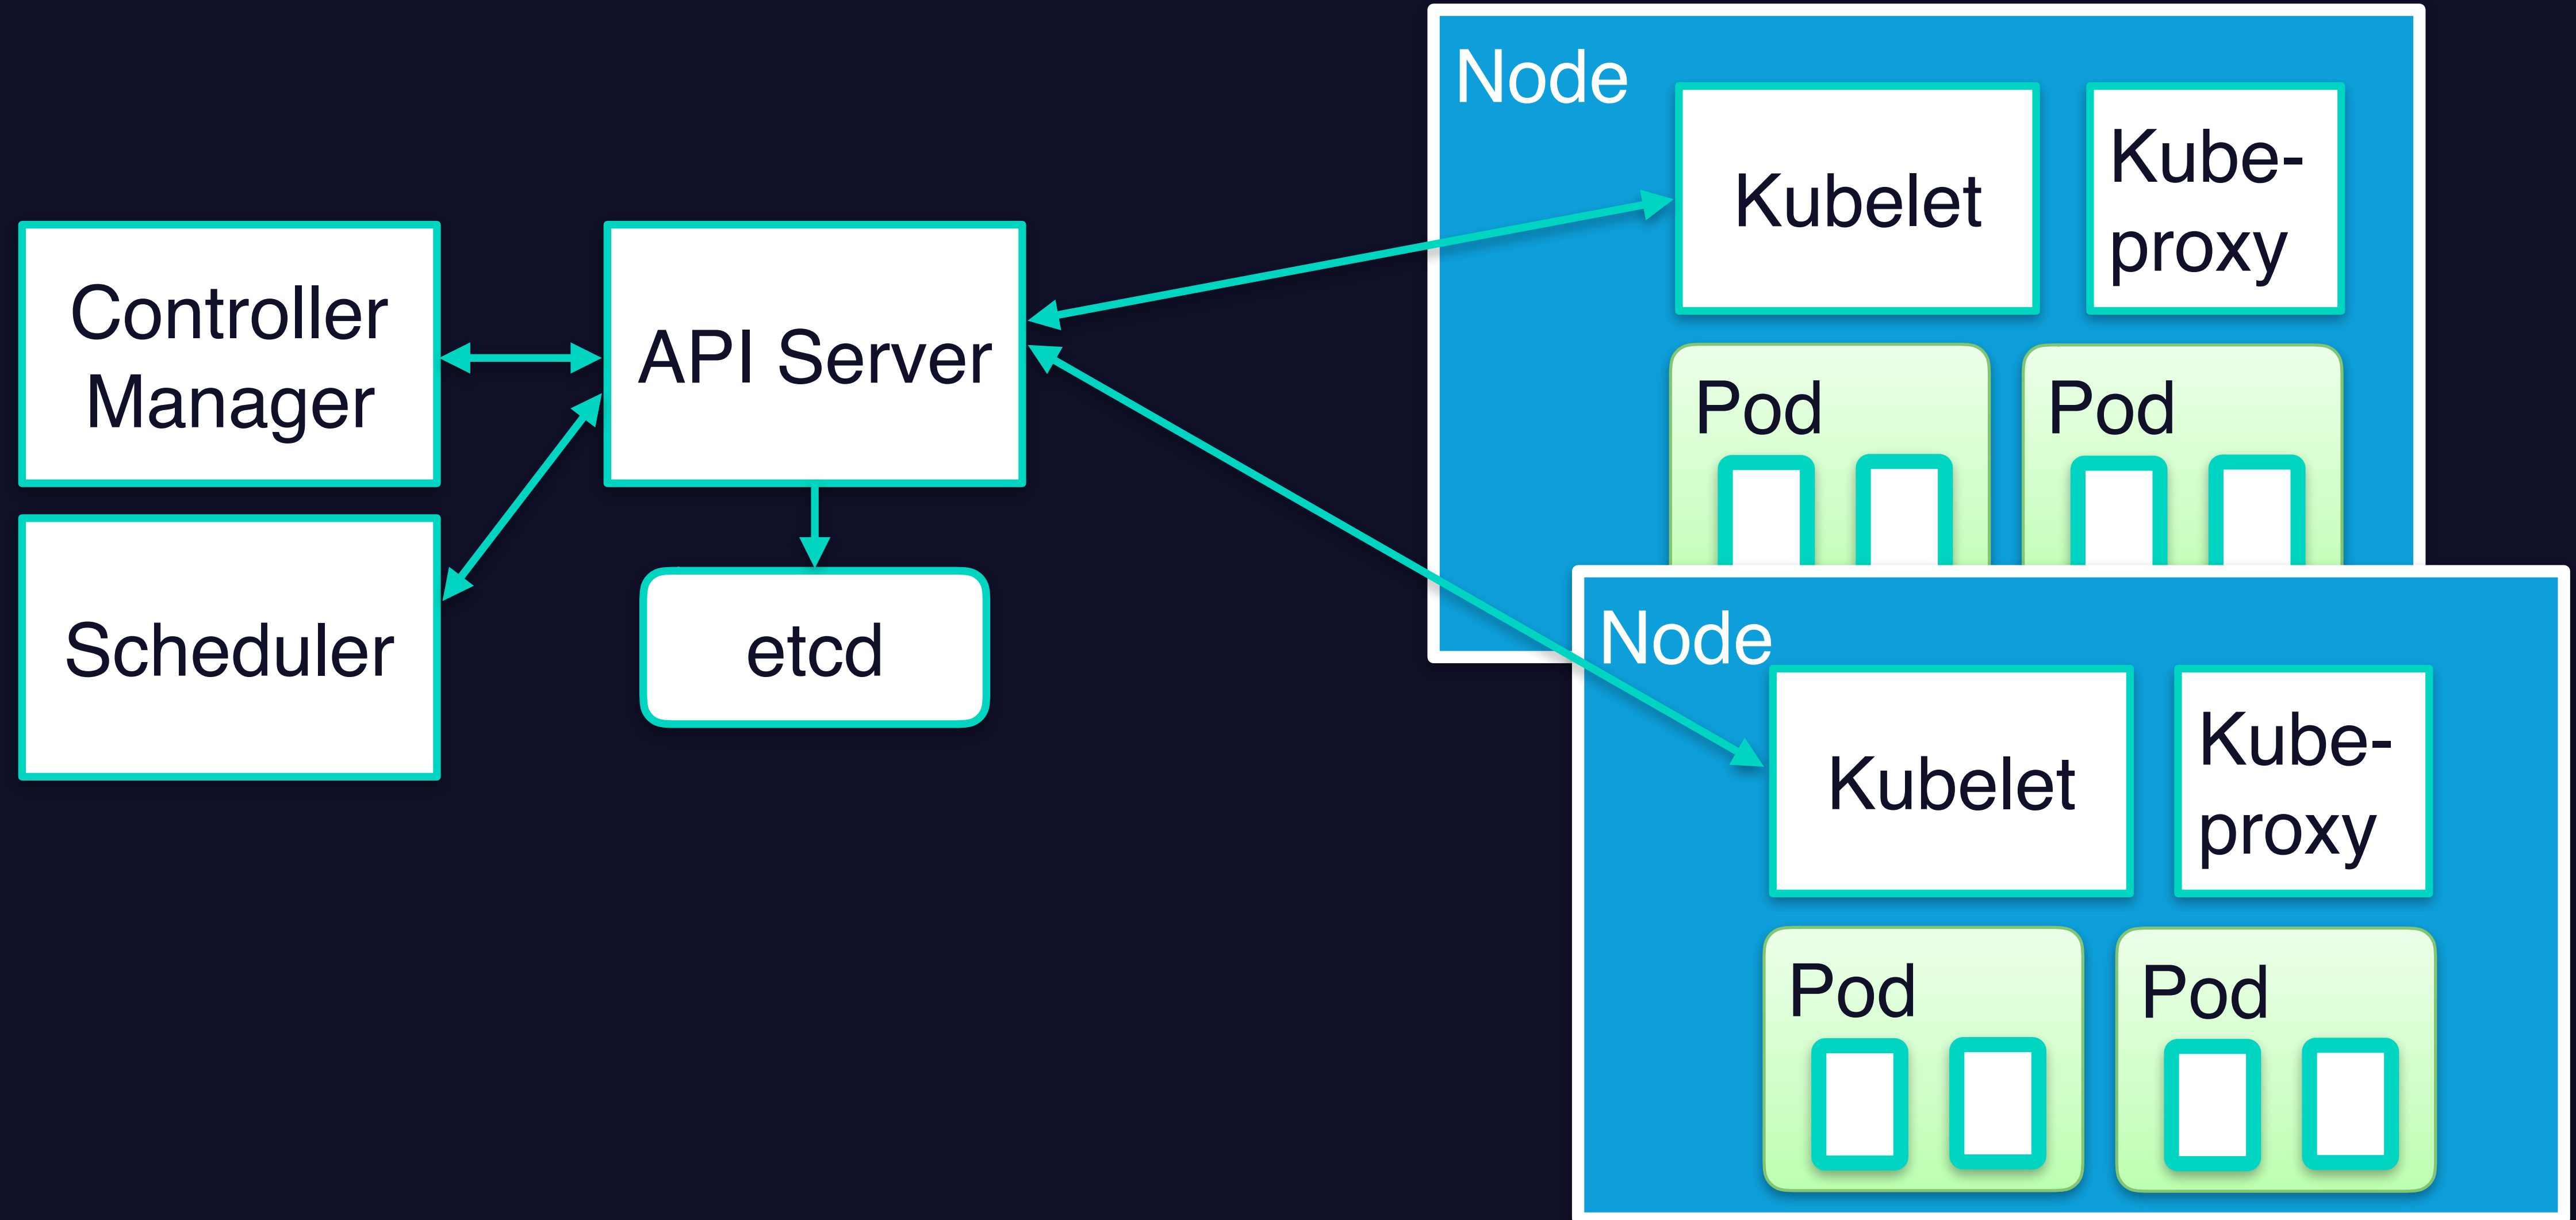 Controller
Manager
API Server
Scheduler
etcd
Node
Kubelet
Kube-
proxy
Pod
Pod
Node
Kubelet
Kube-
proxy
Pod
Pod